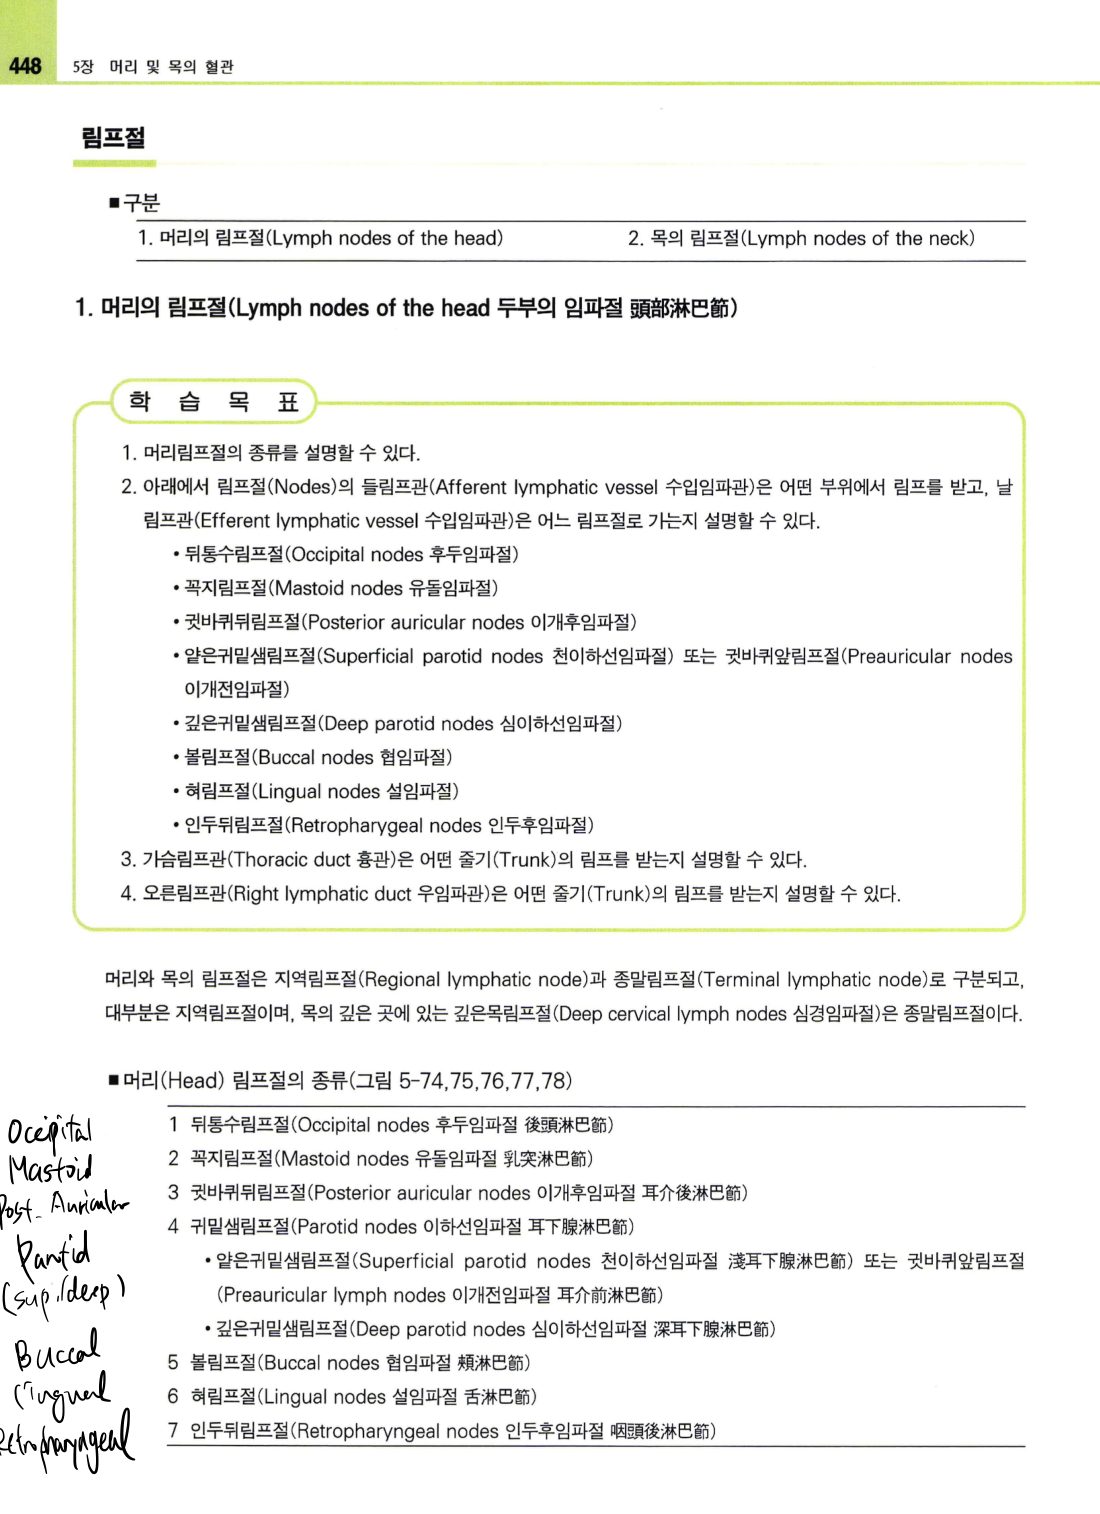 448 5장 머리 및 목의 혈관
림프절
■ 구분
1. 머리의 림프절(Lymph nodes of the head) 2. 목의 림프절(Lymph nodes of the neck)
1. 머리의 림프절(Lymph nodes of the head 두부의 임파절 頭部淋巴節)
학 습 목 표
1. 머리림프절의 종류를 설명할 수 있다.
2. 아래에서 림프절(Nodes)의 들림프관(Afferent lymphatic vessel 수입임파관)은 어떤 부위에서 림프를 받고, 날
림프관(Efferent lymphatic vessel 수입임파관)은 어느 림프절로 가는지 설명할 수 있다.
• 뒤통수림프절(Occipital nodes 후두임파절)
• 꼭지림프절(Mastoid nodes 유돌임파절)
• 귓바퀴뒤림프절(Posterior auricular nodes 이개후임파절)
• 얕은귀밑샘림프절(Superficial parotid nodes 천이하선임파절) 또는 귓바퀴앞림프절(Preauricular nodes
이개전임파절)
• 깊은귀밑샘림프절(Deep parotid nodes 심이하선임파절)
• 볼림프절(Buccal nodes 협임파절)
• 혀림프절(Lingual nodes 설임파절)
• 인두뒤림프절(Retropharygeal nodes 인두후임파절)
3. 가슴림프관(Thoracic duct 흉관)은 어떤 줄기(Trunk)의 림프를 받는지 설명할 수 있다.
4. 오른림프관(Right lymphatic duct 우임파관)은 어떤 줄기(Trunk)의 림프를 받는지 설명할 수 있다.
머리와 목의 림프절은 지역림프절(Regional lymphatic node)과 종말림프절(Terminal lymphatic node)로 구분되고,
대부분은 지역림프절이며, 목의 깊은 곳에 있는 깊은목림프절(Deep cervical lymph nodes 심경임파절)은 종말림프절이다.
■ 머리(Head) 림프절의 종류(그림 5-74,75,76,77,78)
1 뒤통수림프절(Occipital nodes 후두임파절 後頭淋巴節)
2 꼭지림프절(Mastoid nodes 유돌임파절 乳突淋巴節)
3 귓바퀴뒤림프절(Posterior auricular nodes 이개후임파절 耳介後淋巴節)
4 귀밑샘림프절(Parotid nodes 이하선임파절 耳下腺淋巴節)
• 얕은귀밑샘림프절(Superficial parotid nodes 천이하선임파절 淺耳下腺淋巴節) 또는 귓바퀴앞림프절
(Preauricular lymph nodes 이개전임파절 耳介前淋巴節)
• 깊은귀밑샘림프절(Deep parotid nodes 심이하선임파절 深耳下腺淋巴節)
5 볼림프절(Buccal nodes 협임파절 頰淋巴節)
6 혀림프절(Lingual nodes 설임파절 舌淋巴節)
7 인두뒤림프절(Retropharyngeal nodes 인두후임파절 咽頭後淋巴節)
Occipital
Mastoid
Post. Auricular
Parotid
(sup./deep)
Buccal
Lingual
Retropharyngeal